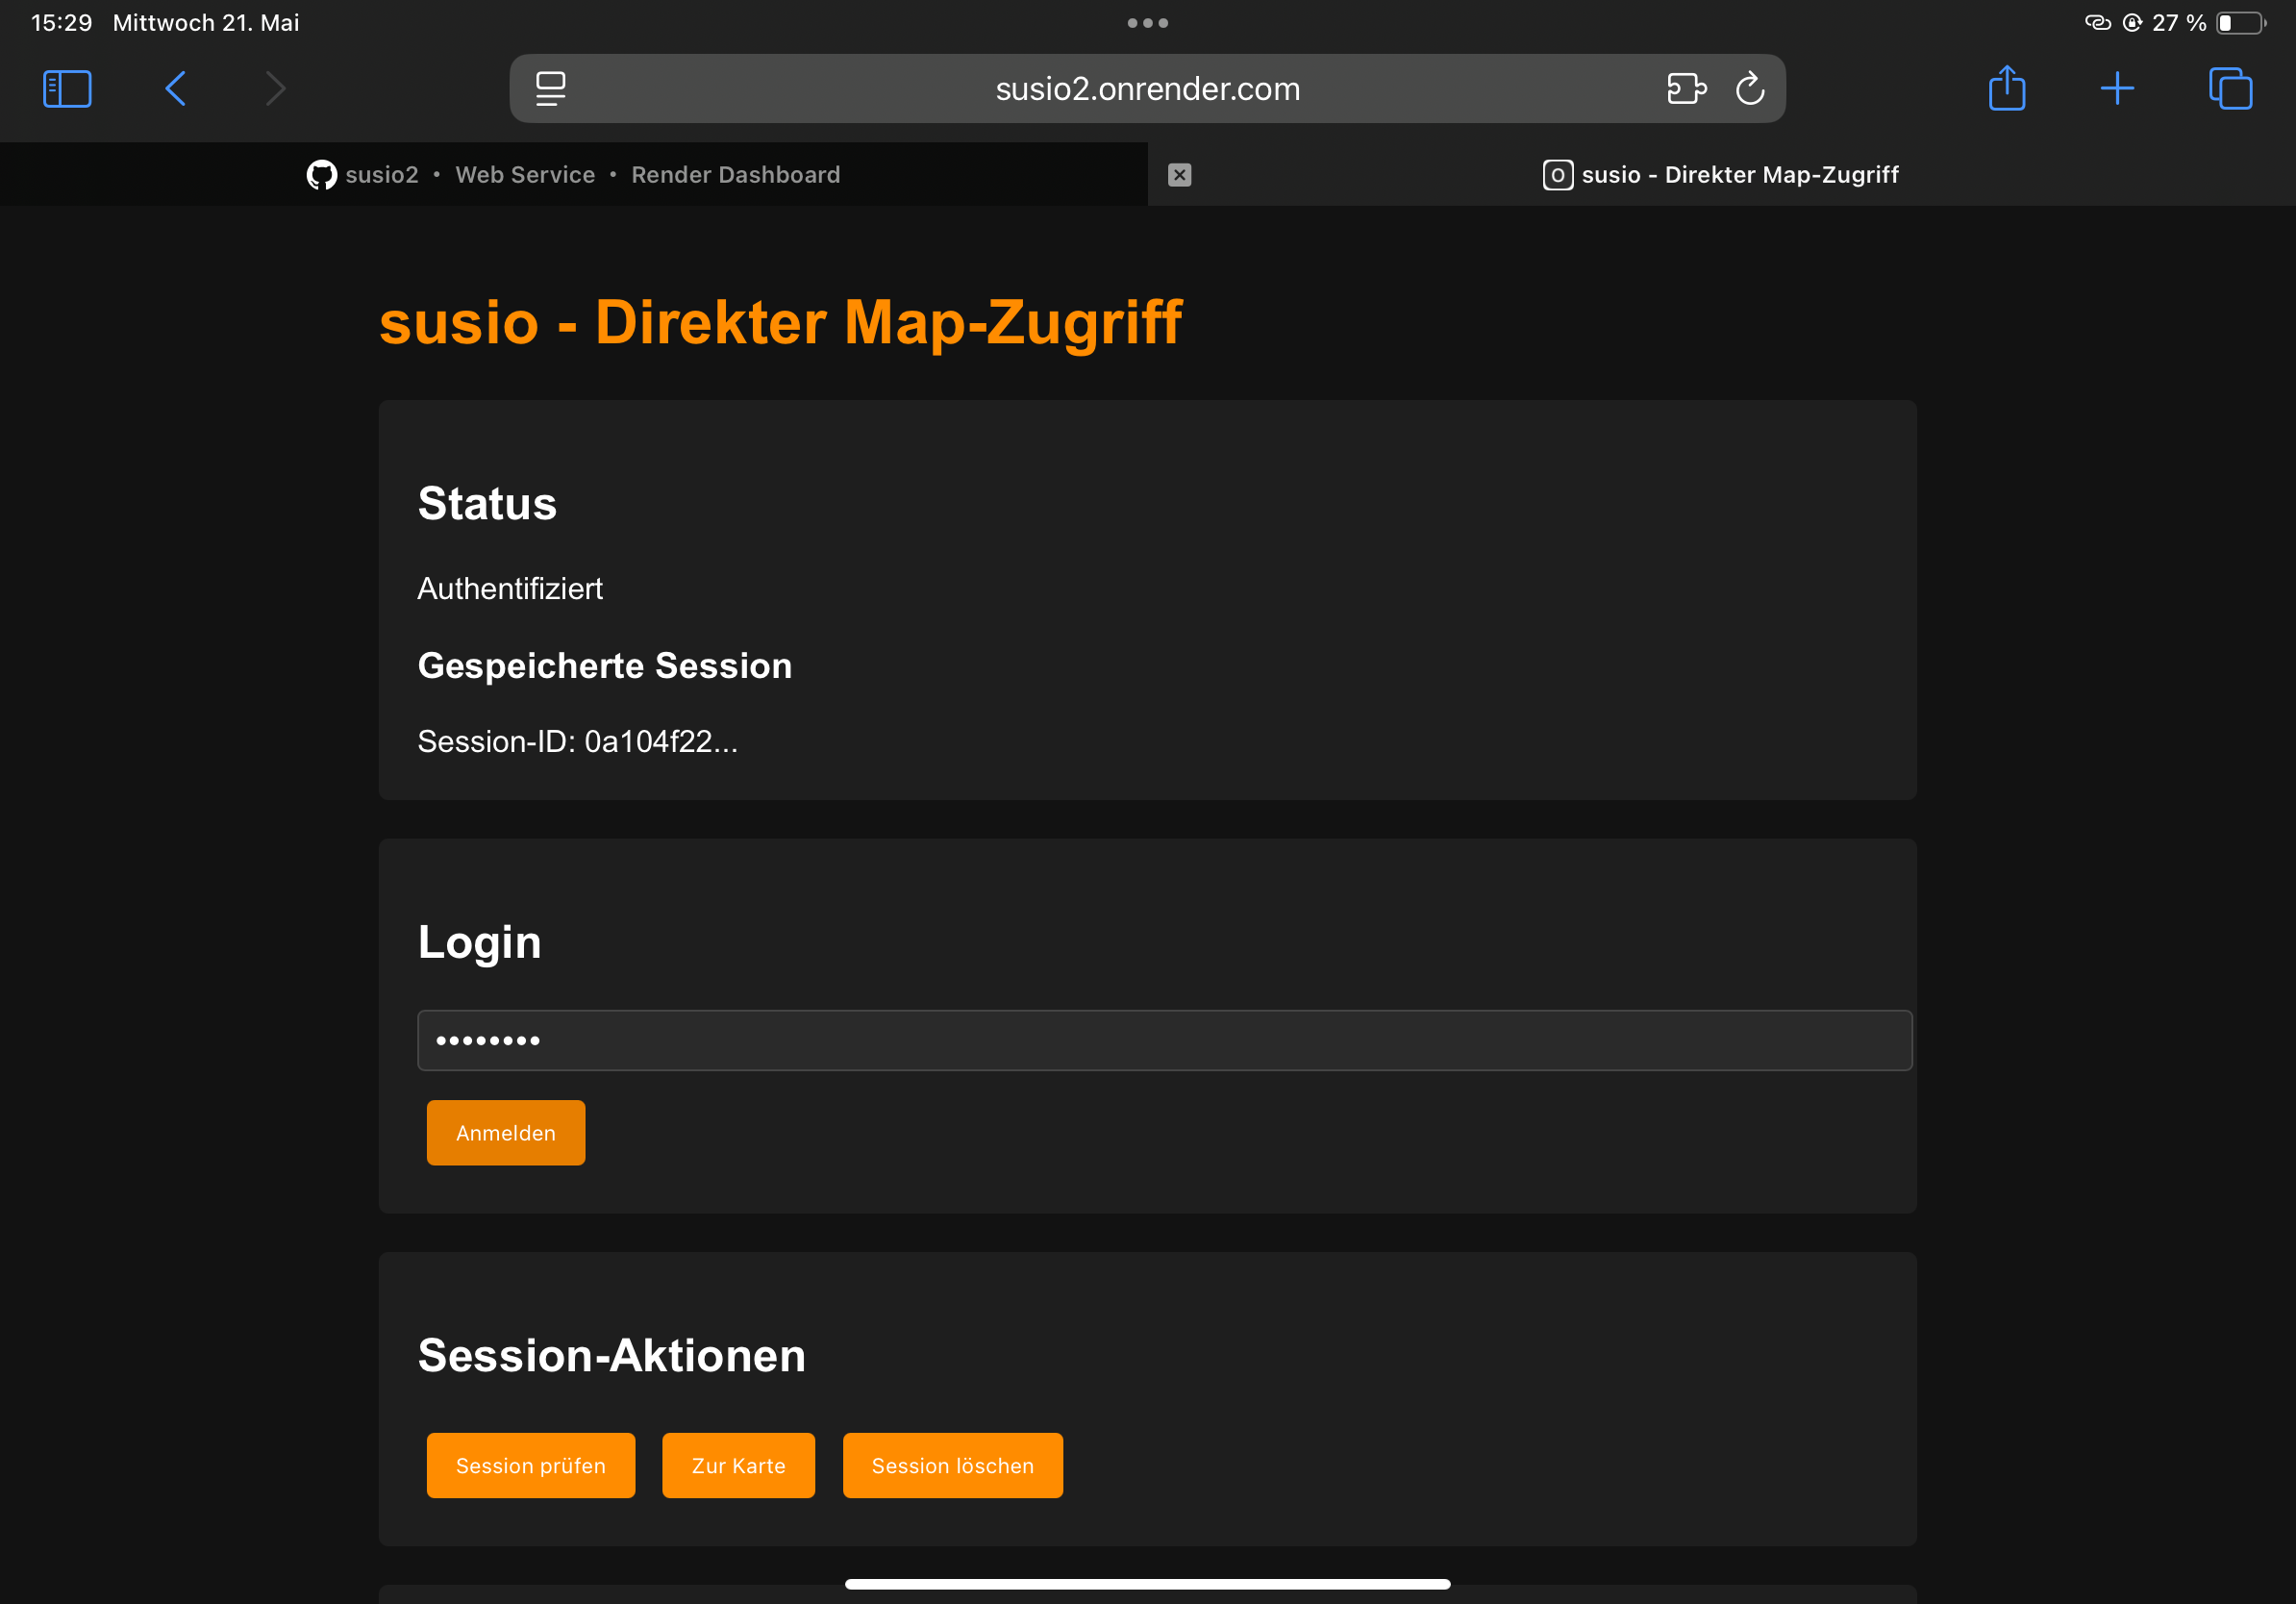 15:29 Mittwoch 21. Mai
27 %
susio2.onrender.com
susio2 • Web Service • Render Dashboard
O susio - Direkter Map-Zugriff
susio - Direkter Map-Zugriff
Status
Authentifiziert
Gespeicherte Session
Session-ID: 0a104f22...
Login
••••••••
Anmelden
Session-Aktionen
Session prüfen Zur Karte Session löschen